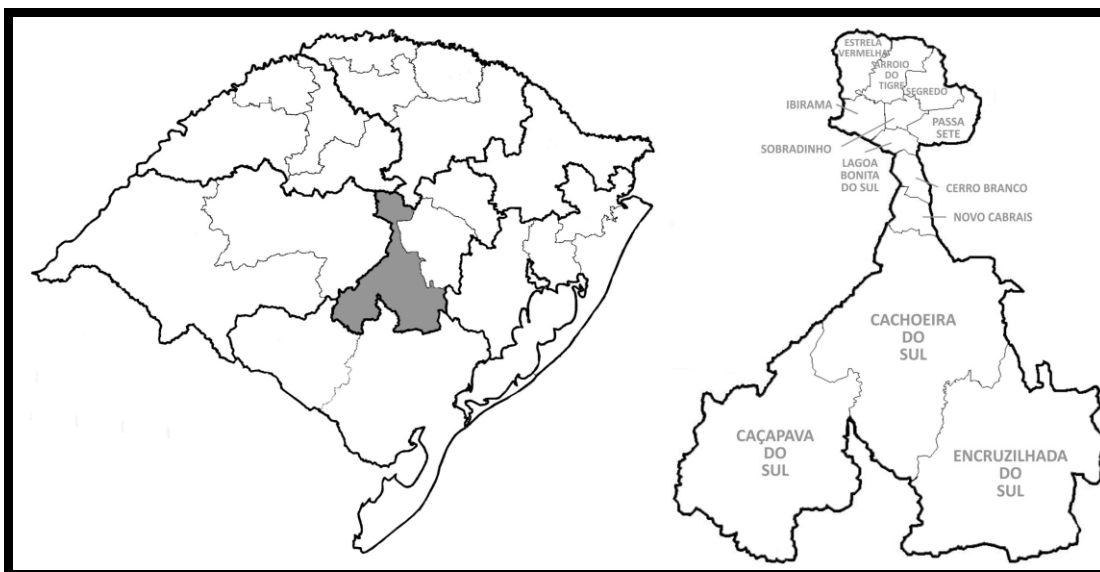 ESTRELA
VERMELHA
ARROIO
DO
TIGRE
SEGREDO
IBIRAMA
PASSA
SETE
SOBRADINHO
LAGOA
BONITA
DO SUL
CERRO BRANCO
NOVO CABRAIS
CACHOEIRA
DO
SUL
CAÇAPAVA
DO
SUL
ENCRUZILHADA
DO
SUL